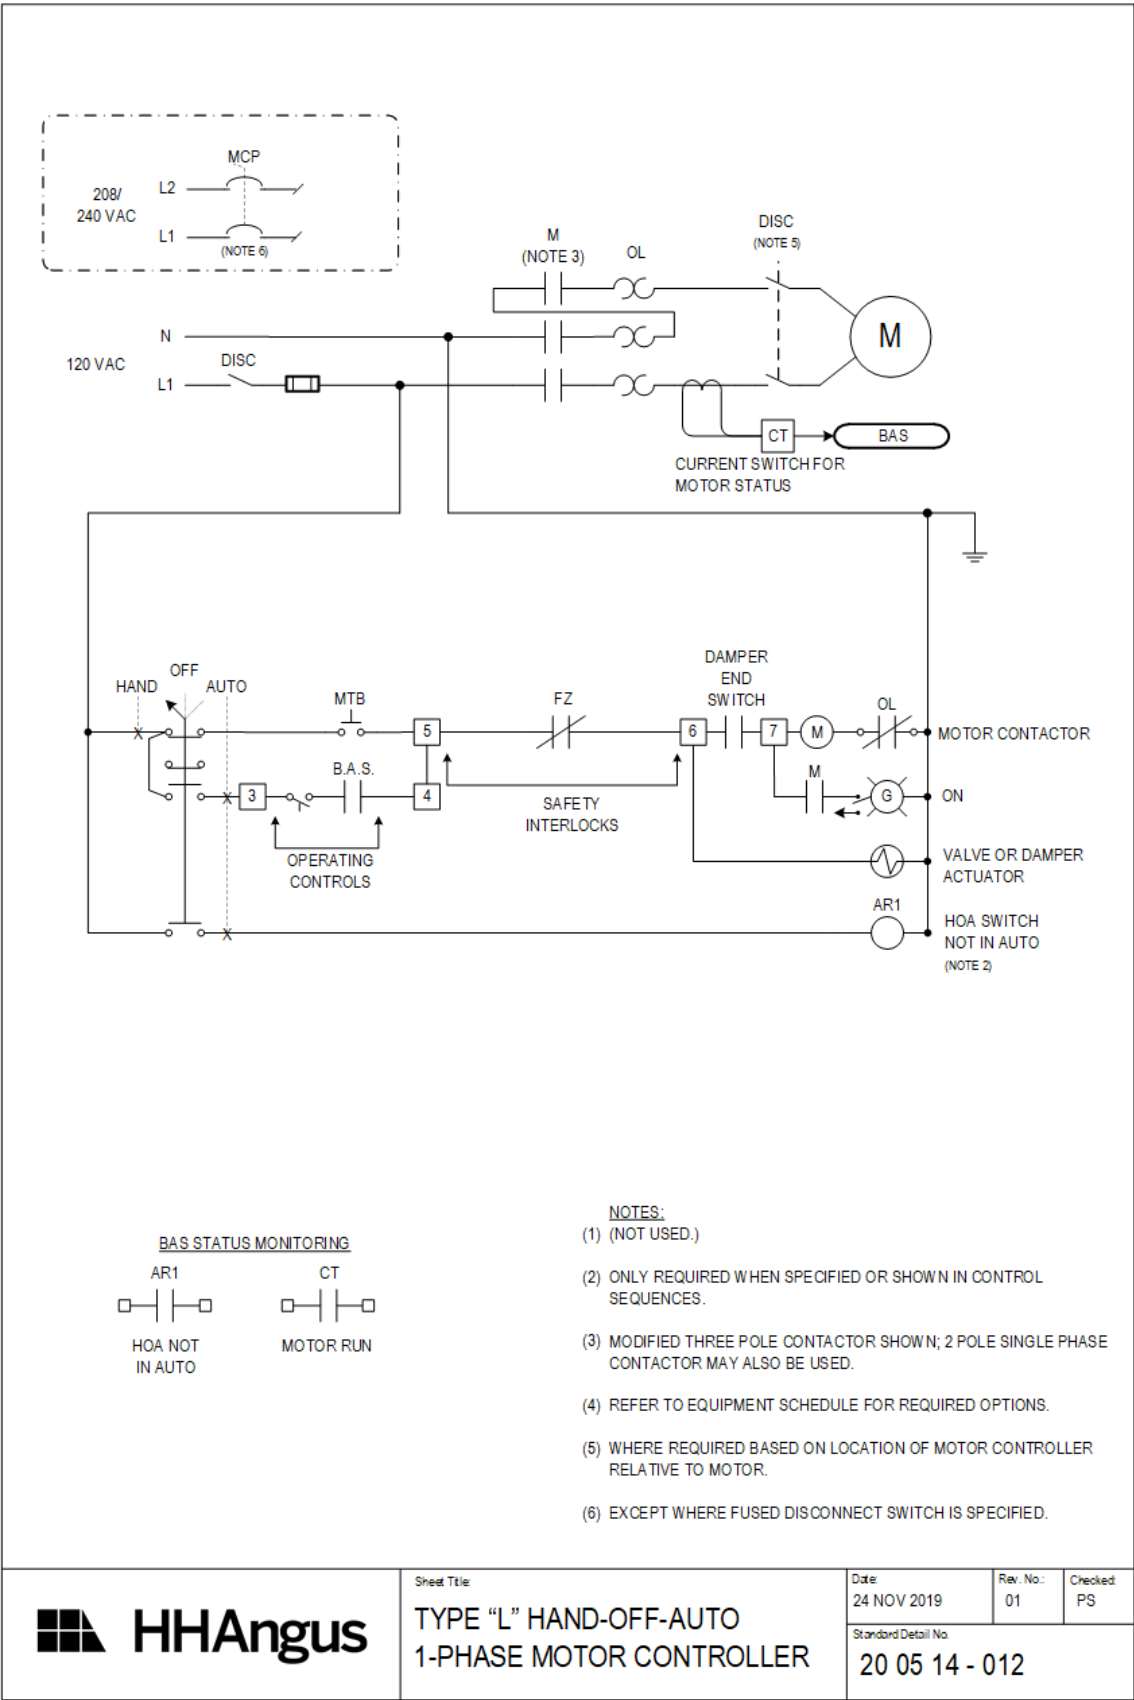 MCP
L2
208/
240 VAC
L1
(NOTE 6)
M
(NOTE 3)
OL
DISC
(NOTE 5)
M
N
120 VAC
DISC
L1
CT
BAS
CURRENT SWITCH FOR
MOTOR STATUS
HAND
OFF
AUTO
X
MTB
5
FZ
6
DAMPER
END
SWITCH
7
M
OL
MOTOR CONTACTOR
X
3
B.A.S.
4
M
G
ON
OPERATING
CONTROLS
SAFETY
INTERLOCKS
VALVE OR DAMPER
ACTUATOR
X
AR1
HOA SWITCH
NOT IN AUTO
(NOTE 2)
BAS STATUS MONITORING
AR1
CT
HOA NOT
IN AUTO
MOTOR RUN
NOTES:
(1) (NOT USED.)
(2) ONLY REQUIRED WHEN SPECIFIED OR SHOWN IN CONTROL
SEQUENCES.
(3) MODIFIED THREE POLE CONTACTOR SHOWN; 2 POLE SINGLE PHASE
CONTACTOR MAY ALSO BE USED.
(4) REFER TO EQUIPMENT SCHEDULE FOR REQUIRED OPTIONS.
(5) WHERE REQUIRED BASED ON LOCATION OF MOTOR CONTROLLER
RELATIVE TO MOTOR.
(6) EXCEPT WHERE FUSED DISCONNECT SWITCH IS SPECIFIED.
HHAngus
Sheet Title:
TYPE “L” HAND-OFF-AUTO
1-PHASE MOTOR CONTROLLER
Date:
24 NOV 2019
Rev. No.:
01
Checked:
PS
Standard Detail No.
20 05 14 - 012